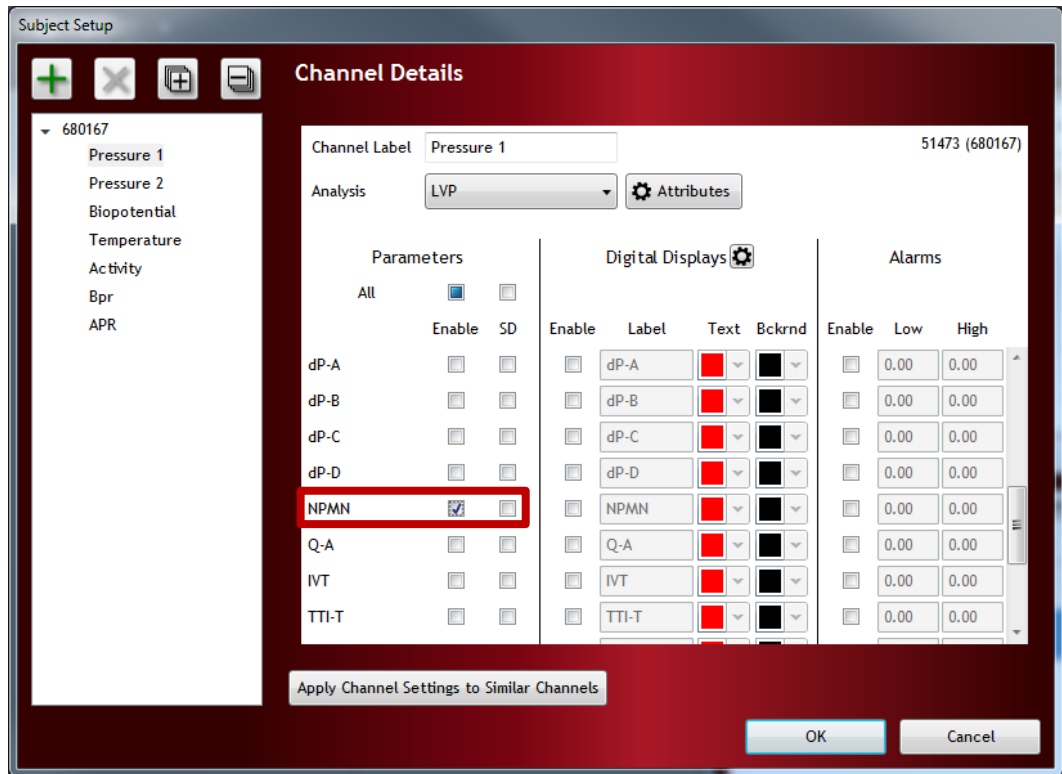 Subject Setup
Channel Details
680167
Pressure 1
Pressure 2
Biopotential
Temperature
Activity
Bpr
APR
Channel Label Pressure 1 51473 (680167)
Analysis LVP Attributes
Parameters Digital Displays Alarms
All
Enable SD Enable Label Text Bckrnd Enable Low High
dP-A dP-A 0.00 0.00
dP-B dP-B 0.00 0.00
dP-C dP-C 0.00 0.00
dP-D dP-D 0.00 0.00
NPMN NPMN 0.00 0.00
Q-A Q-A 0.00 0.00
IVT IVT 0.00 0.00
TTI-T TTI-T 0.00 0.00
Apply Channel Settings to Similar Channels
OK Cancel